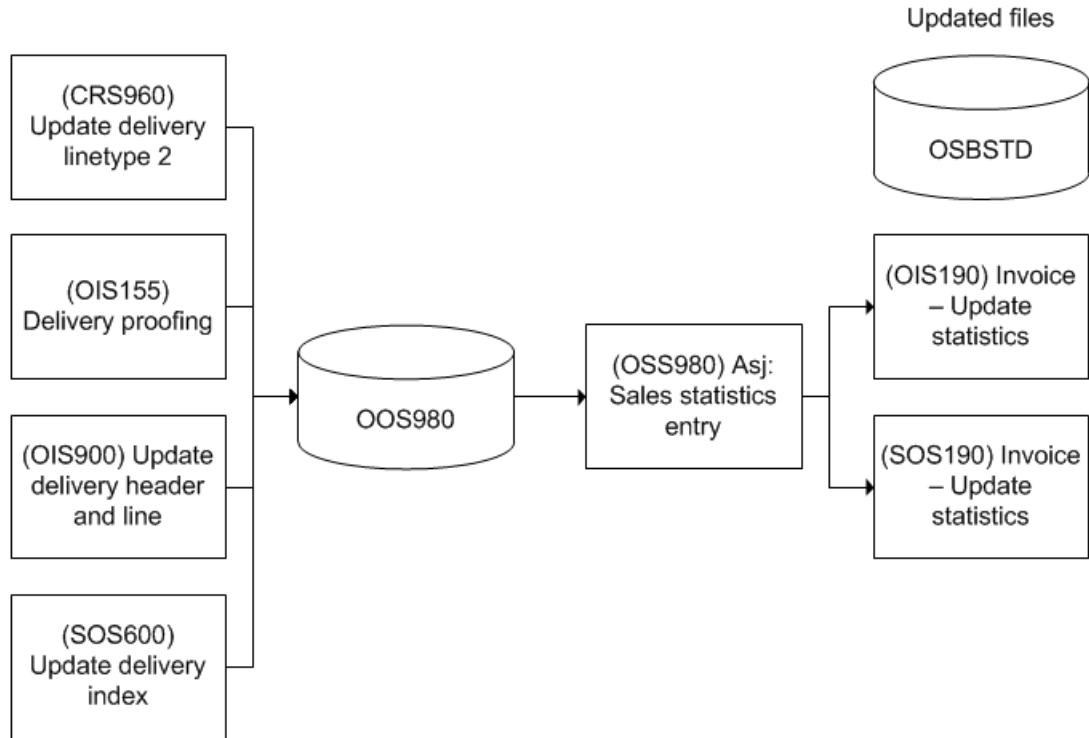 Updated files
(CRS960)
Update delivery
linetype 2
OSBSTD
(OIS155)
Delivery proofing
(OIS190) Invoice
– Update
statistics
OOS980
(OSS980) Asj:
Sales statistics
entry
(OIS900) Update
delivery header
and line
(SOS190) Invoice
– Update
statistics
(SOS600)
Update delivery
index